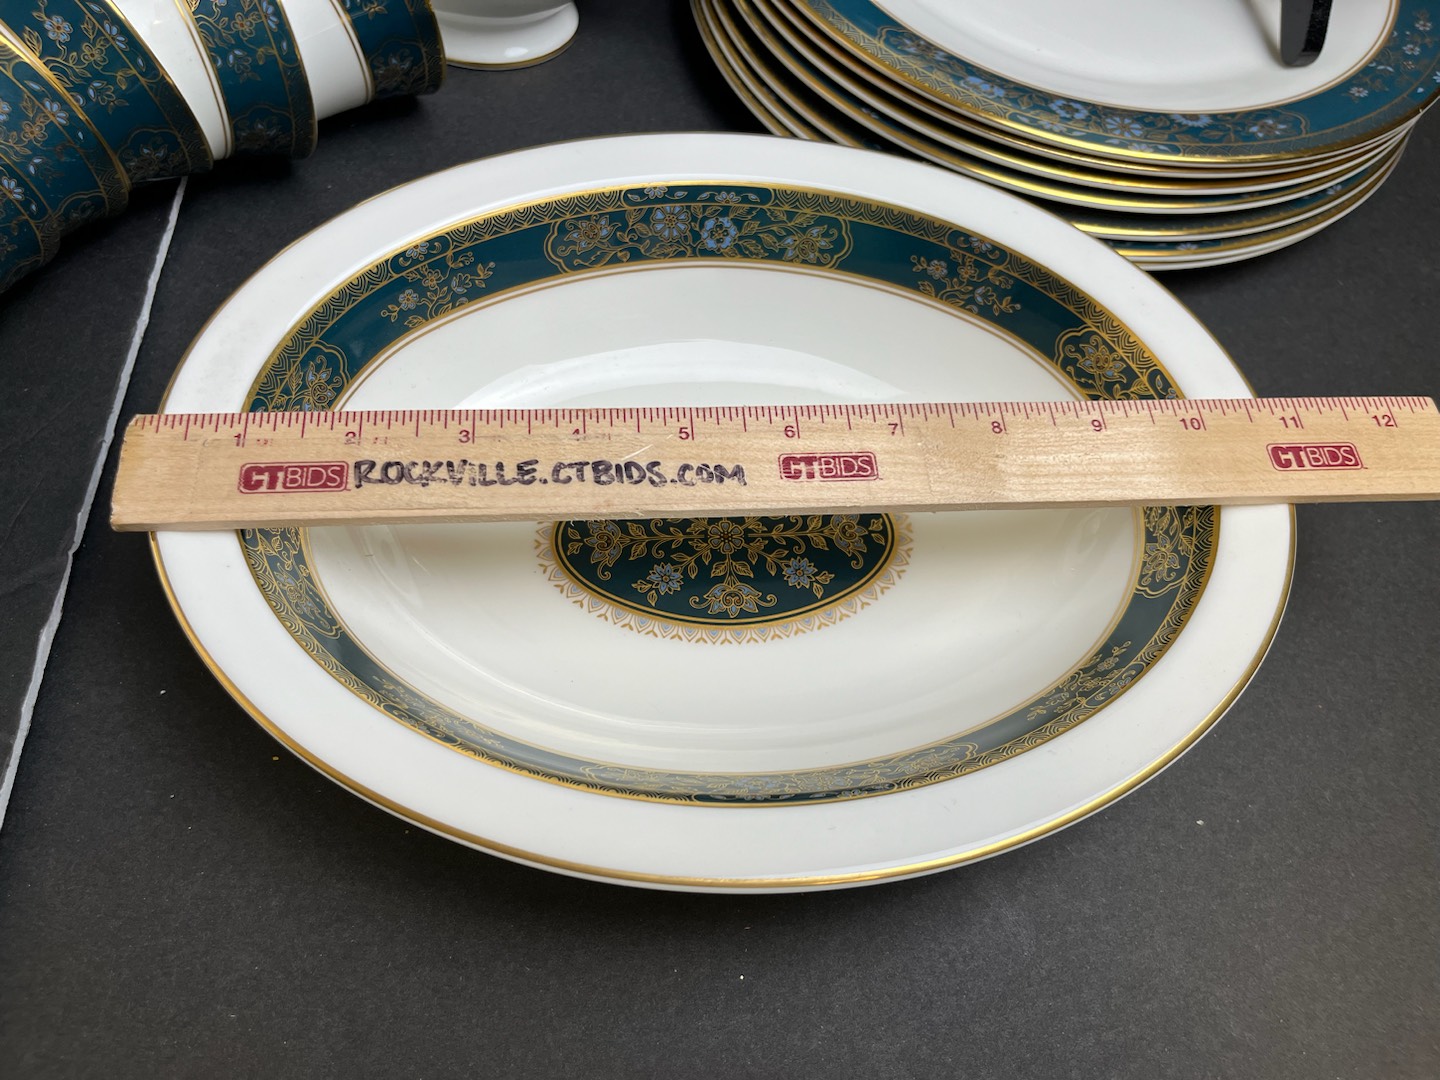 1 2 3 4 5 6 7 8 9 10 11 12
CTBIDS ROCKVILLE.CTBIDS.COM CTBIDS CTBIDS